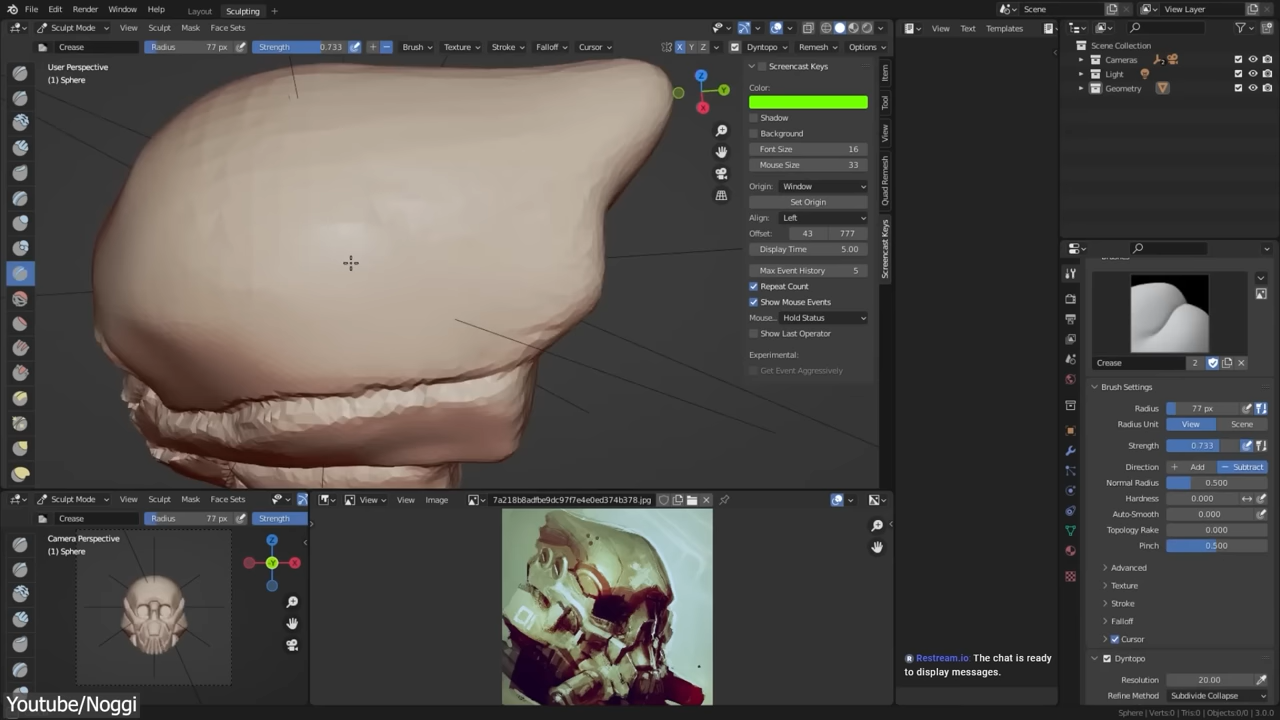 File Edit Render Window Help Layout Sculpting + Scene View Layer
Sculpt Mode View Sculpt Mask Face Sets View Text Templates
Crease Radius 77 px Strength 0.733 Brush Texture Stroke Falloff Cursor X Y Z Dyntopo Remesh Options
User Perspective
(1) Sphere
Z
Y
X
Screencast Keys
Color:
Shadow
Background
Font Size 16
Mouse Size 33
Origin: Window
Set Origin
Align: Left
Offset: 43 777
Display Time 5.00
Max Event History 5
Repeat Count
Show Mouse Events
Mouse... Hold Status
Show Last Operator
Experimental:
Get Event Aggressively
Item
Tool
View
Quad Remesh
Screencast Keys
Scene Collection
Cameras
Light
Geometry
Brushes
Crease 2
Brush Settings
Radius 77 px
Radius Unit View Scene
Strength 0.733
Direction + Add − Subtract
Normal Radius 0.500
Hardness 0.000
Auto-Smooth 0.000
Topology Rake 0.000
Pinch 0.500
Advanced
Texture
Stroke
Falloff
Cursor
Dyntopo
Resolution 20.00
Refine Method Subdivide Collapse
Sculpt Mode View Sculpt Mask Face Sets
Crease Radius 77 px Strength
Camera Perspective
(1) Sphere
Z
-Y
X
View View Image 7a218b8adfbe9dc97f7e4e0ed374b378.jpg
Restream.io: The chat is ready
to display messages.
Youtube/Noggi
Sphere | Verts:0 | Tris:0 | Objects:0/0 | 3.0.0